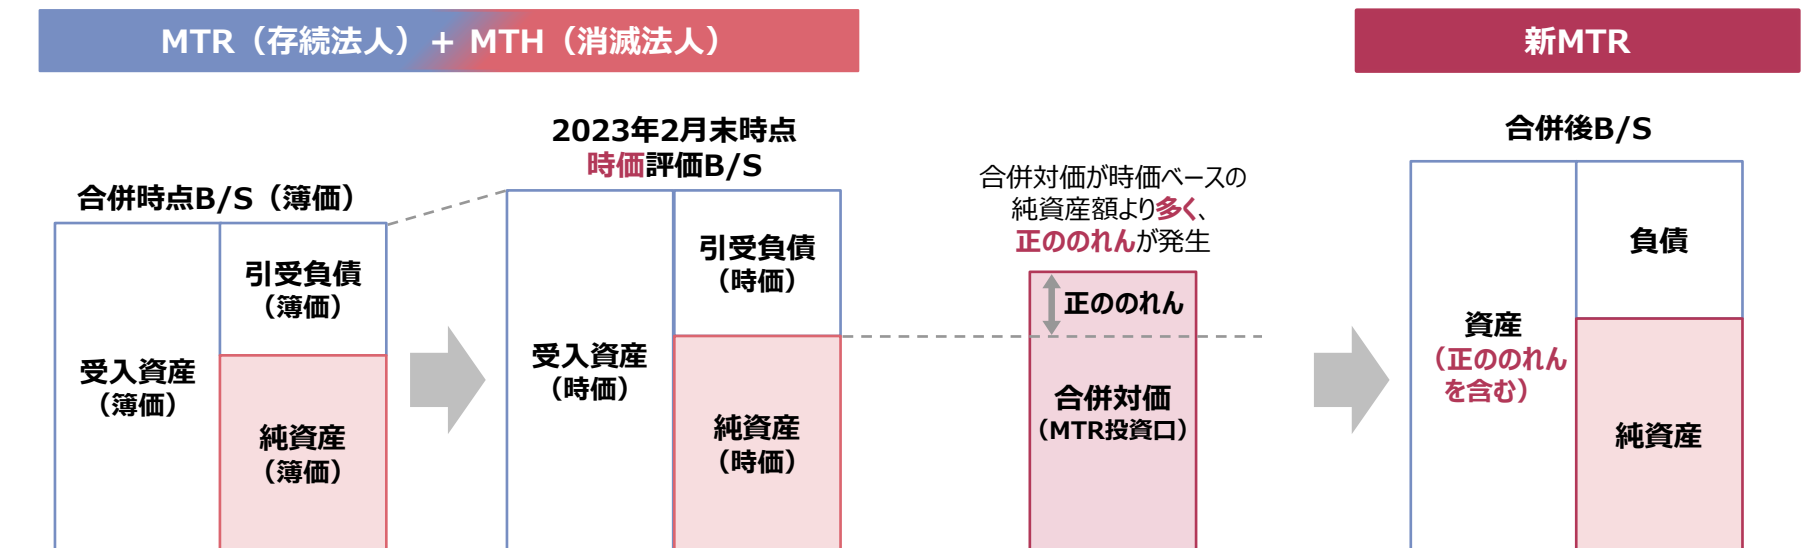 MTR（存続法人）+ MTH（消滅法人）
新MTR
合併時点B/S（簿価）
受入資産
（簿価）
引受負債
（簿価）
純資産
（簿価）
2023年2月末時点
時価評価B/S
受入資産
（時価）
引受負債
（時価）
純資産
（時価）
合併対価が時価ベースの
純資産額より多く、
正ののれんが発生
正ののれん
合併対価
（MTR投資口）
合併後B/S
資産
（正ののれん
を含む）
負債
純資産